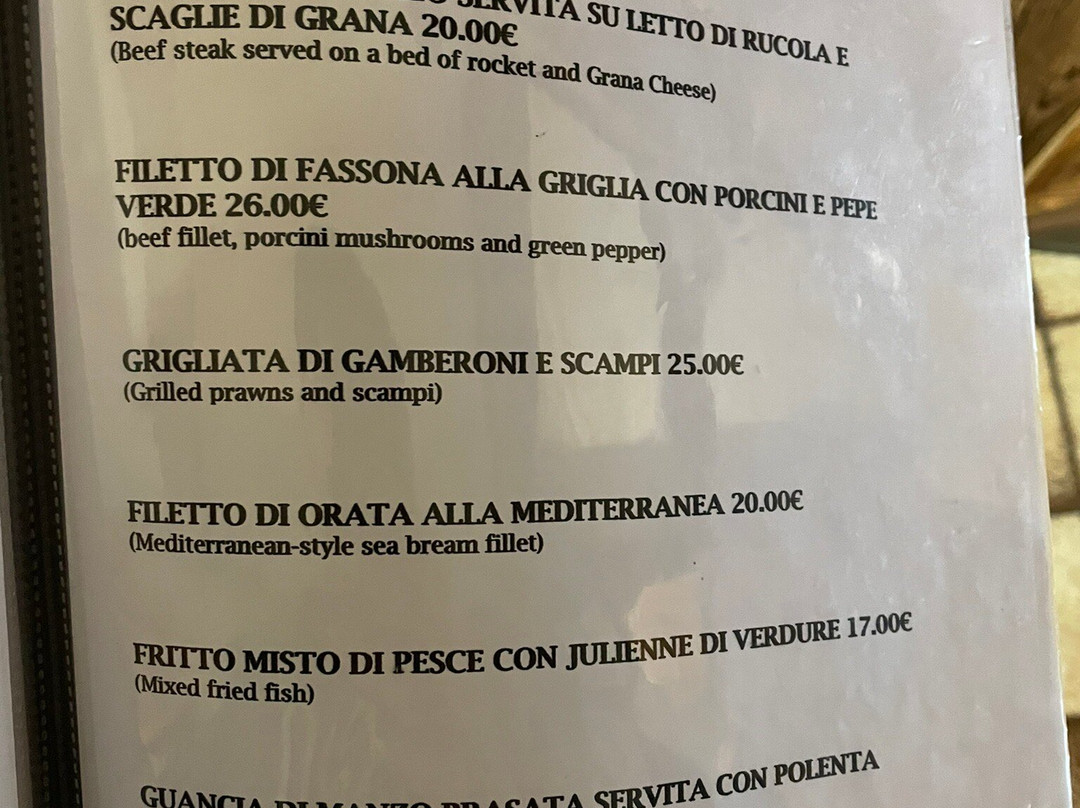 SERVITA SU LETTO DI RUCOLA E
SCAGLIE DI GRANA 20.00€
(Beef steak served on a bed of rocket and Grana Cheese)
FILETTO DI FASSONA ALLA GRIGLIA CON PORCINI E PEPE
VERDE 26.00€
(beef fillet, porcini mushrooms and green pepper)
GRIGLIATA DI GAMBERONI E SCAMPI 25.00€
(Grilled prawns and scampi)
FILETTO DI ORATA ALLA MEDITERRANEA 20.00€
(Mediterranean-style sea bream fillet)
FRITTO MISTO DI PESCE CON JULIENNE DI VERDURE 17.00€
(Mixed fried fish)
GUANCIA DI MANZO BRASATA SERVITA CON POLENTA